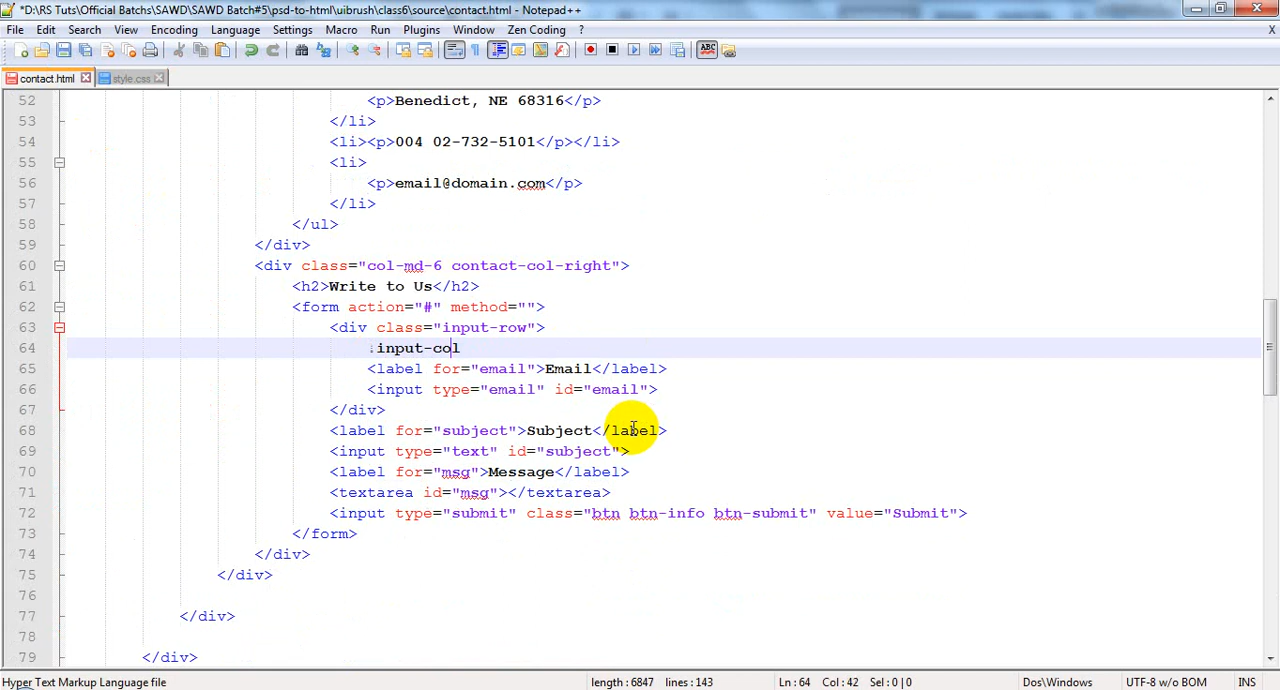 *D:\RS Tuts\Official Batchs\SAWD\SAWD Batch#5\psd-to-html\uibrush\class6\source\contact.html - Notepad++
File Edit Search View Encoding Language Settings Macro Run Plugins Window Zen Coding ? X
contact.html style.css
52 <p>Benedict, NE 68316</p>
53 </li>
54 <li><p>004 02-732-5101</p></li>
55 <li>
56 <p>email@domain.com</p>
57 </li>
58 </ul>
59 </div>
60 <div class="col-md-6 contact-col-right">
61 <h2>Write to Us</h2>
62 <form action="#" method="">
63 <div class="input-row">
64 .input-col
65 <label for="email">Email</label>
66 <input type="email" id="email">
67 </div>
68 <label for="subject">Subject</label>
69 <input type="text" id="subject">
70 <label for="msg">Message</label>
71 <textarea id="msg"></textarea>
72 <input type="submit" class="btn btn-info btn-submit" value="Submit">
73 </form>
74 </div>
75 </div>
76
77 </div>
78
79 </div>
Hyper Text Markup Language file length : 6847 lines : 143 Ln : 64 Col : 42 Sel : 0 | 0 Dos\Windows UTF-8 w/o BOM INS